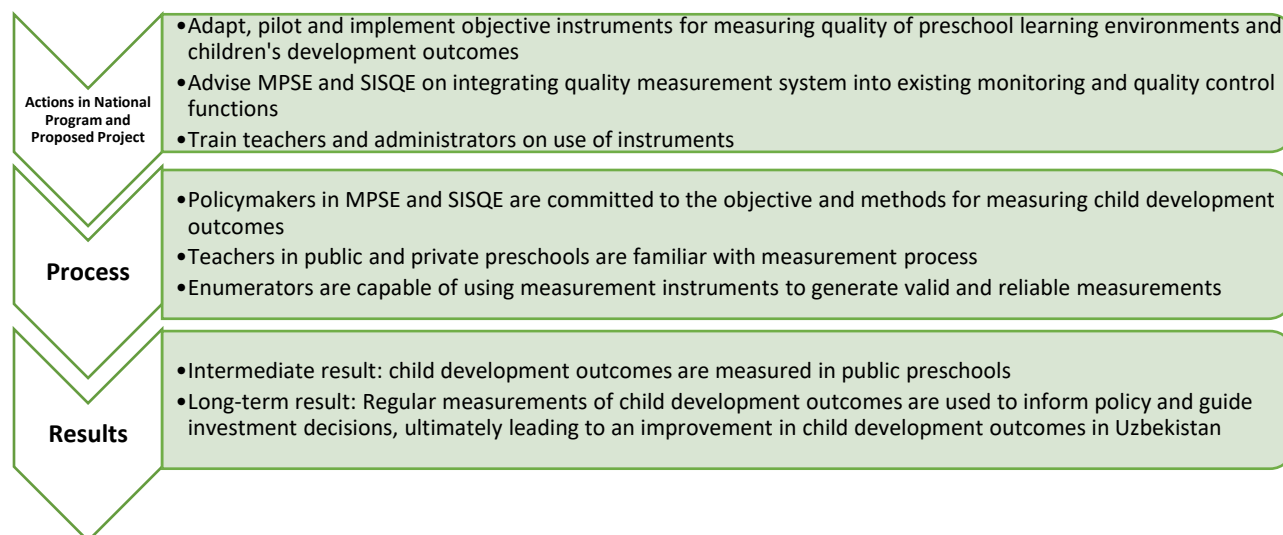 •Adapt, pilot and implement objective instruments for measuring quality of preschool learning environments and
children's development outcomes
•Advise MPSE and SISQE on integrating quality measurement system into existing monitoring and quality control
functions
•Train teachers and administrators on use of instruments
Actions in National
Program and
Proposed Project
•Policymakers in MPSE and SISQE are committed to the objective and methods for measuring child development
outcomes
•Teachers in public and private preschools are familiar with measurement process
•Enumerators are capable of using measurement instruments to generate valid and reliable measurements
Process
•Intermediate result: child development outcomes are measured in public preschools
•Long-term result: Regular measurements of child development outcomes are used to inform policy and guide
investment decisions, ultimately leading to an improvement in child development outcomes in Uzbekistan
Results